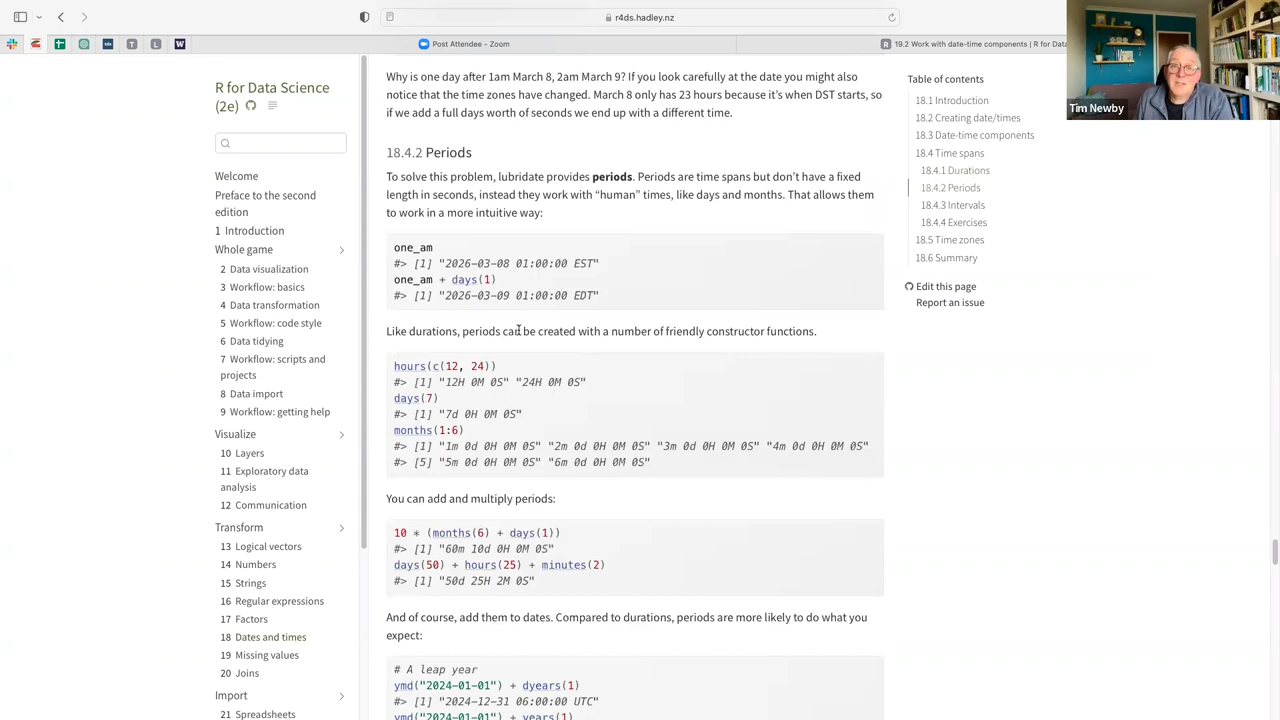 r4ds.hadley.nz
Post Attendee - Zoom
19.2 Work with date-time components | R for Data
Tim Newby
R for Data Science
(2e)
Welcome
Preface to the second
edition
1 Introduction
Whole game
2 Data visualization
3 Workflow: basics
4 Data transformation
5 Workflow: code style
6 Data tidying
7 Workflow: scripts and
projects
8 Data import
9 Workflow: getting help
Visualize
10 Layers
11 Exploratory data
analysis
12 Communication
Transform
13 Logical vectors
14 Numbers
15 Strings
16 Regular expressions
17 Factors
18 Dates and times
19 Missing values
20 Joins
Import
21 Spreadsheets
Why is one day after 1am March 8, 2am March 9? If you look carefully at the date you might also
notice that the time zones have changed. March 8 only has 23 hours because it's when DST starts, so
if we add a full days worth of seconds we end up with a different time.
18.4.2 Periods
To solve this problem, lubridate provides periods. Periods are time spans but don't have a fixed
length in seconds, instead they work with “human” times, like days and months. That allows them
to work in a more intuitive way:
one_am
#> [1] "2026-03-08 01:00:00 EST"
one_am + days(1)
#> [1] "2026-03-09 01:00:00 EDT"
Like durations, periods can be created with a number of friendly constructor functions.
hours(c(12, 24))
#> [1] "12H 0M 0S" "24H 0M 0S"
days(7)
#> [1] "7d 0H 0M 0S"
months(1:6)
#> [1] "1m 0d 0H 0M 0S" "2m 0d 0H 0M 0S" "3m 0d 0H 0M 0S" "4m 0d 0H 0M 0S"
#> [5] "5m 0d 0H 0M 0S" "6m 0d 0H 0M 0S"
You can add and multiply periods:
10 * (months(6) + days(1))
#> [1] "60m 10d 0H 0M 0S"
days(50) + hours(25) + minutes(2)
#> [1] "50d 25H 2M 0S"
And of course, add them to dates. Compared to durations, periods are more likely to do what you
expect:
# A leap year
ymd("2024-01-01") + dyears(1)
#> [1] "2024-12-31 06:00:00 UTC"
ymd("2024-01-01") + years(1)
Table of contents
18.1 Introduction
18.2 Creating date/times
18.3 Date-time components
18.4 Time spans
18.4.1 Durations
18.4.2 Periods
18.4.3 Intervals
18.4.4 Exercises
18.5 Time zones
18.6 Summary
Edit this page
Report an issue